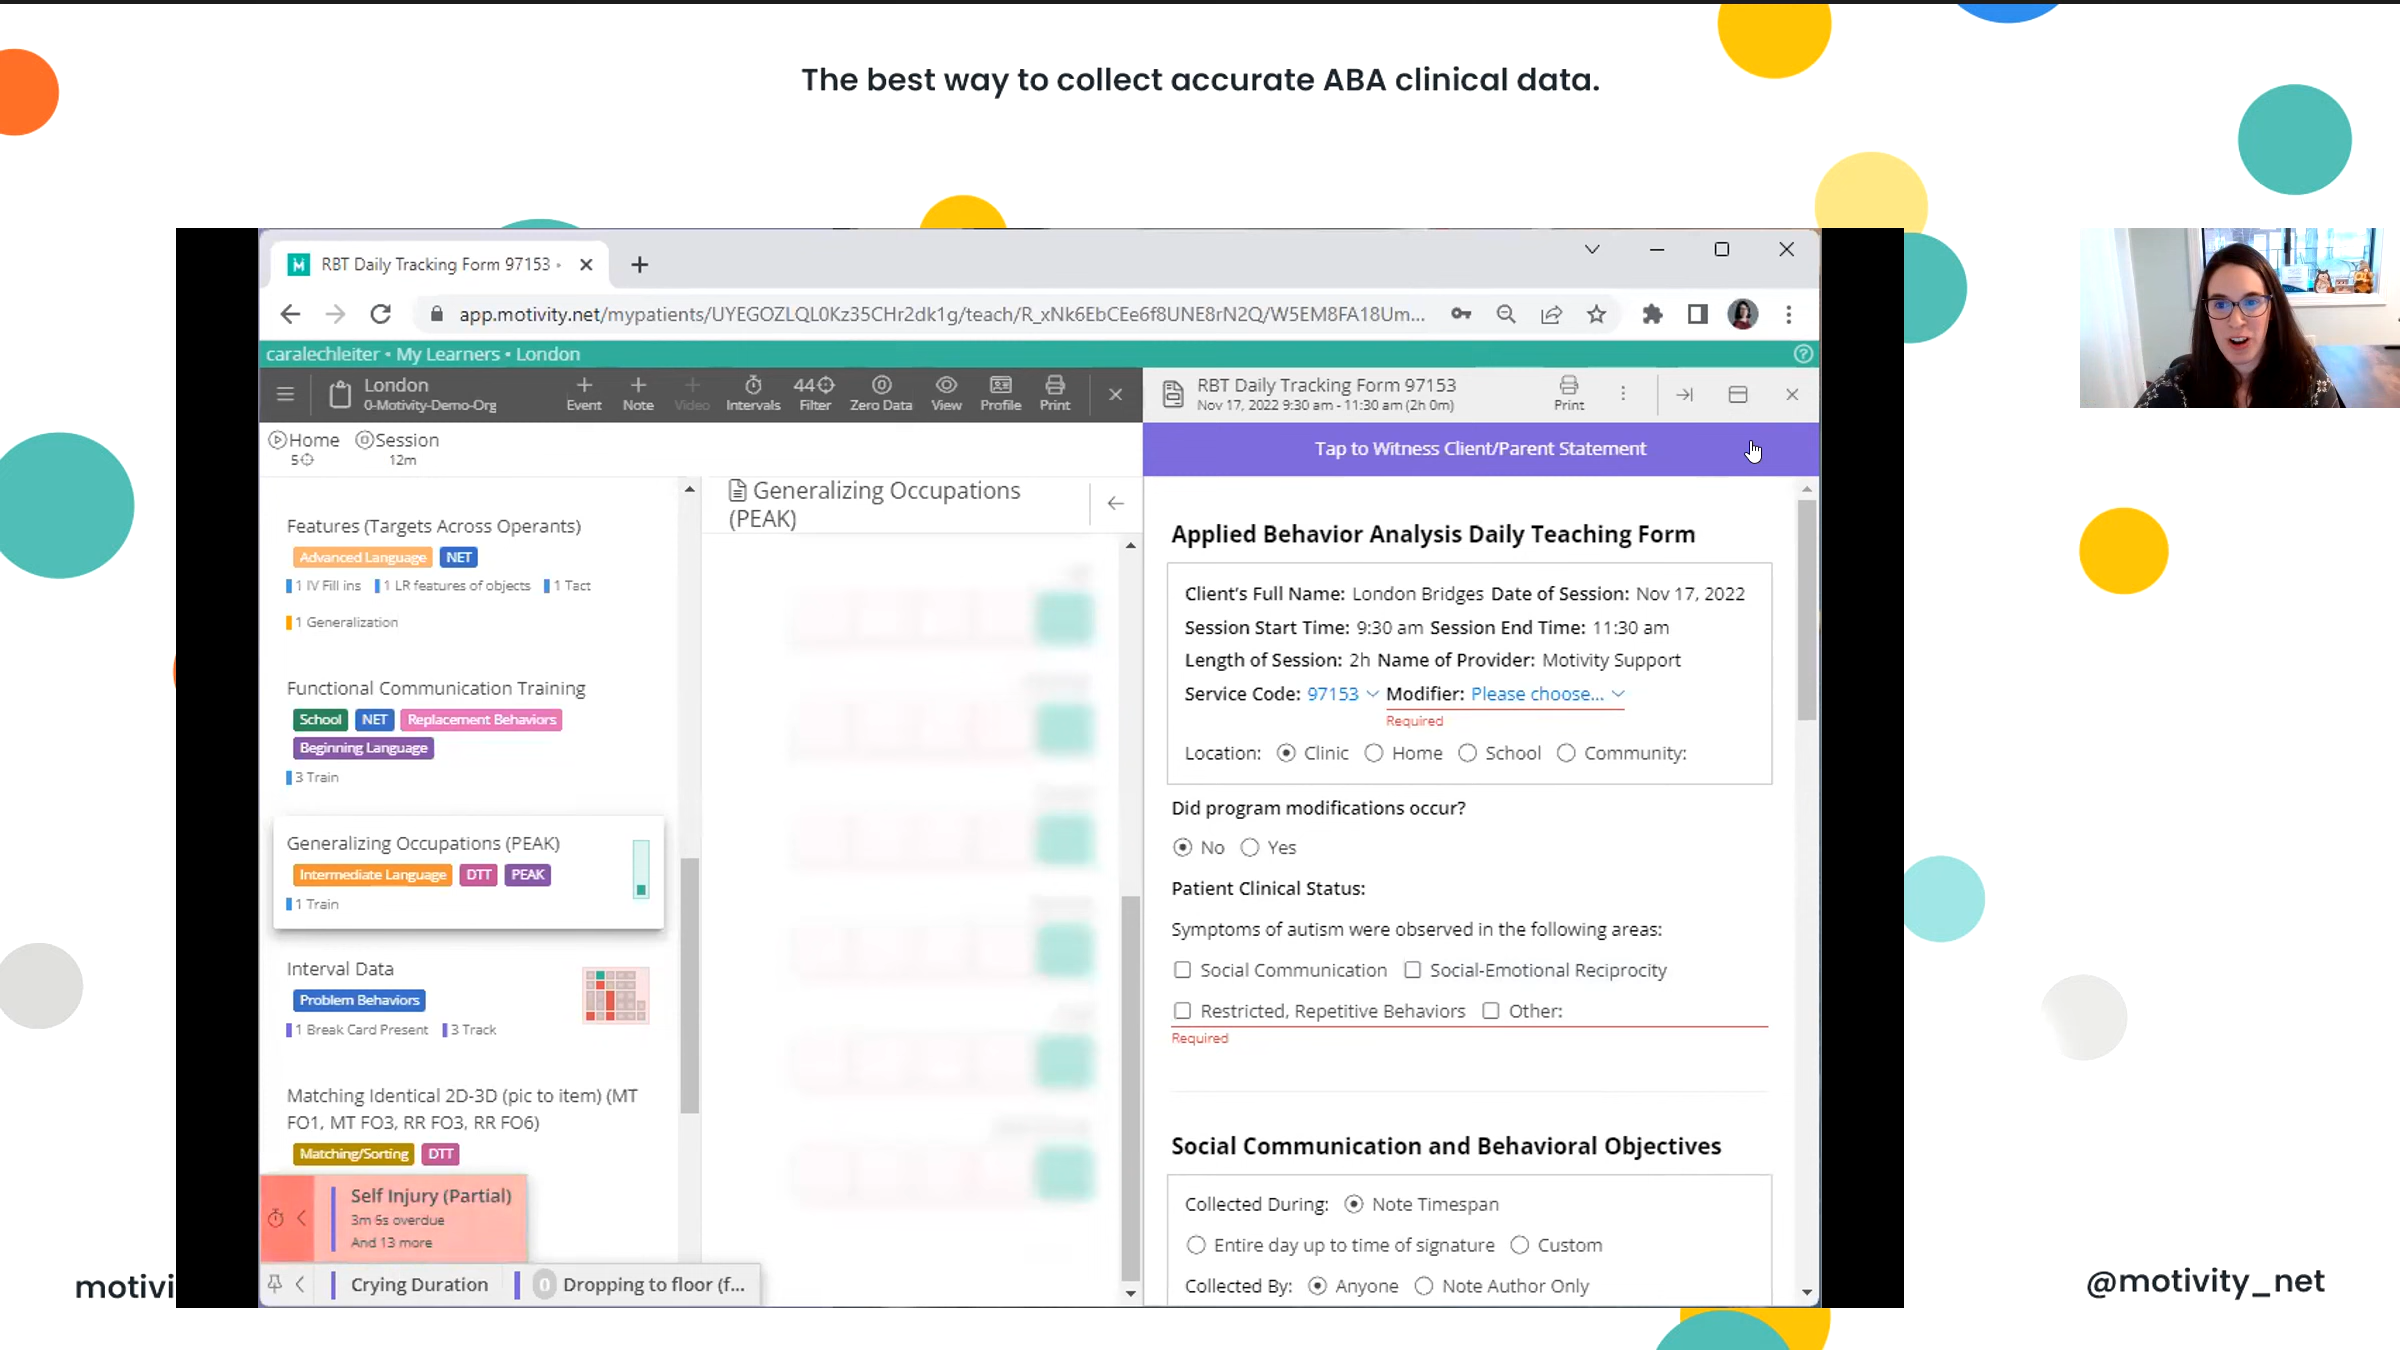 The best way to collect accurate ABA clinical data.
RBT Daily Tracking Form 97153
app.motivity.net/mypatients/UYEGOZLQL0Kz35CHr2dk1g/teach/R_xNk6EbCEe6f8UNE8rN2Q/W5EM8FA18Um...
caralechleiter • My Learners • London
London
0-Motivity-Demo-Org
Event
Note
Video
Intervals
44
Filter
Zero Data
View
Profile
Print
RBT Daily Tracking Form 97153
Nov 17, 2022 9:30 am - 11:30 am (2h 0m)
Print
Home
5
Session
12m
Tap to Witness Client/Parent Statement
Features (Targets Across Operants)
Advanced Language NET
1 IV Fill ins 1 LR features of objects 1 Tact
1 Generalization
Functional Communication Training
School NET Replacement Behaviors
Beginning Language
3 Train
Generalizing Occupations (PEAK)
Intermediate Language DTT PEAK
1 Train
Interval Data
Problem Behaviors
1 Break Card Present 3 Track
Matching Identical 2D-3D (pic to item) (MT
FO1, MT FO3, RR FO3, RR FO6)
Matching/Sorting DTT
Self Injury (Partial)
3m 6s overdue
And 13 more
Crying Duration
0 Dropping to floor (f...
Generalizing Occupations
(PEAK)
Applied Behavior Analysis Daily Teaching Form
Client's Full Name: London Bridges Date of Session: Nov 17, 2022
Session Start Time: 9:30 am Session End Time: 11:30 am
Length of Session: 2h Name of Provider: Motivity Support
Service Code: 97153 Modifier: Please choose...
Required
Location: Clinic Home School Community:
Did program modifications occur?
No Yes
Patient Clinical Status:
Symptoms of autism were observed in the following areas:
Social Communication Social-Emotional Reciprocity
Restricted, Repetitive Behaviors Other:
Required
Social Communication and Behavioral Objectives
Collected During: Note Timespan
Entire day up to time of signature Custom
Collected By: Anyone Note Author Only
motivi
@motivity_net